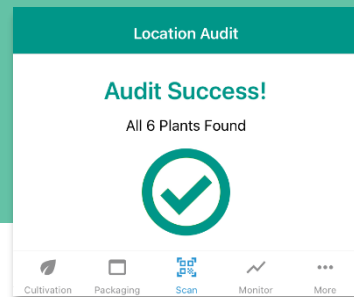 Location Audit
Audit Success!
All 6 Plants Found
Cultivation Packaging Scan Monitor More